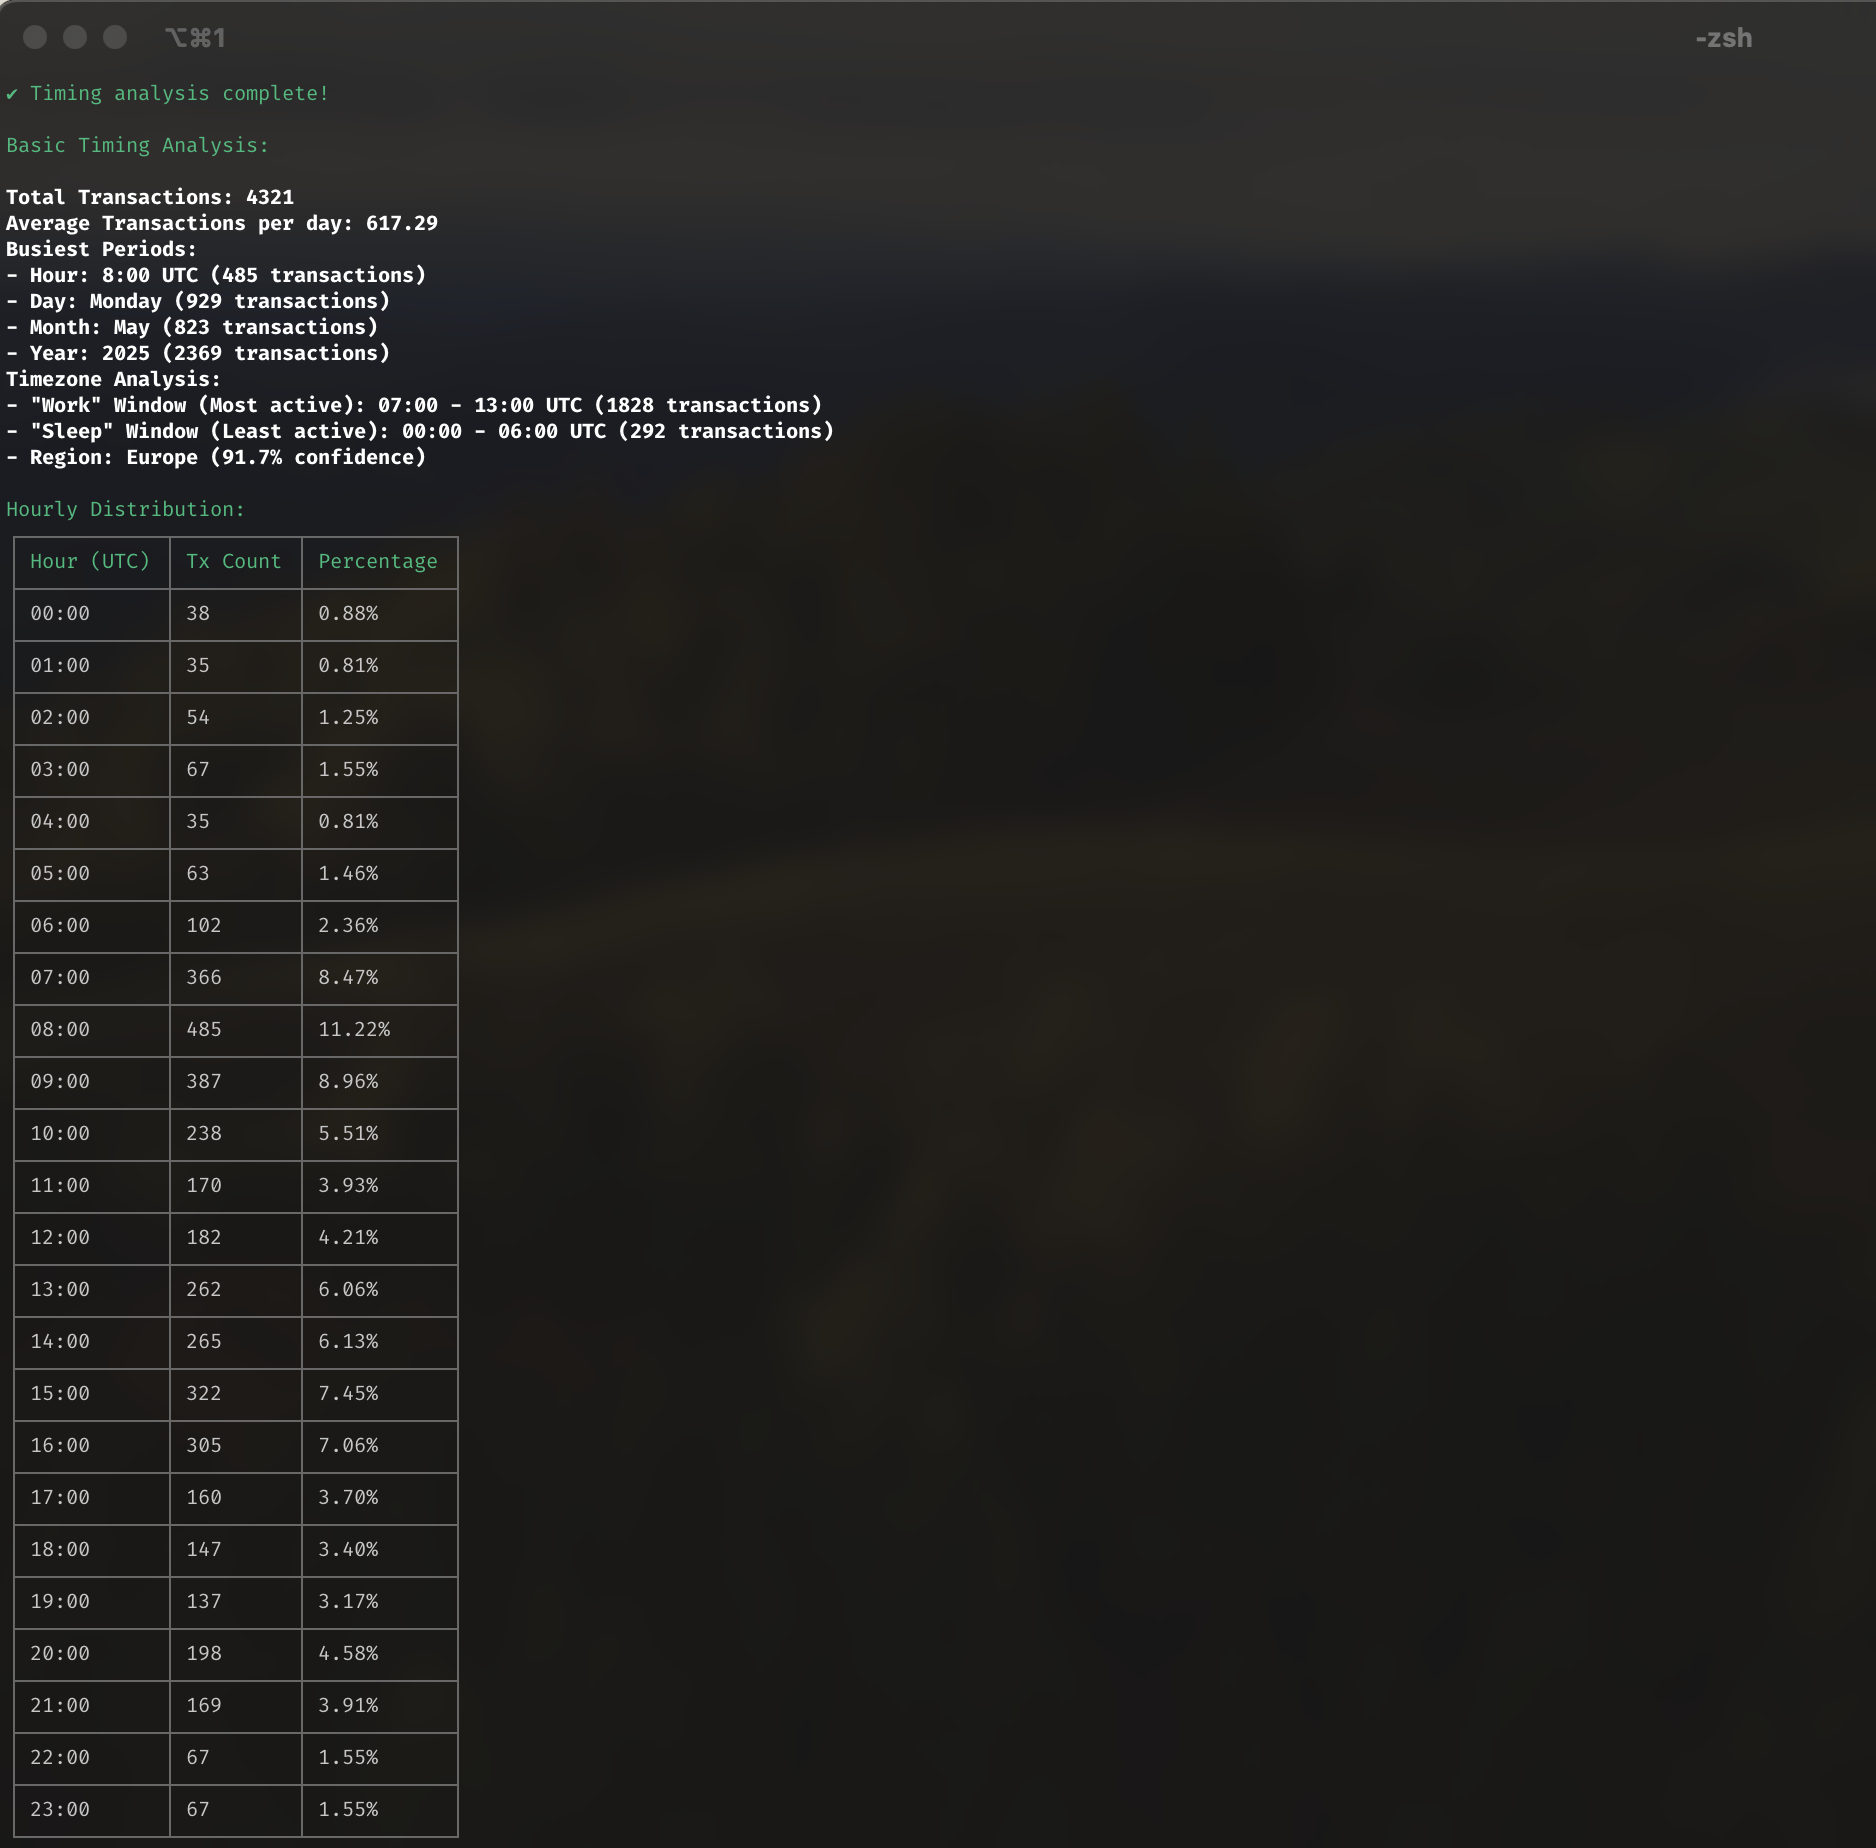 ⌥⌘1
-zsh
✔ Timing analysis complete!
Basic Timing Analysis:
Total Transactions: 4321
Average Transactions per day: 617.29
Busiest Periods:
- Hour: 8:00 UTC (485 transactions)
- Day: Monday (929 transactions)
- Month: May (823 transactions)
- Year: 2025 (2369 transactions)
Timezone Analysis:
- "Work" Window (Most active): 07:00 - 13:00 UTC (1828 transactions)
- "Sleep" Window (Least active): 00:00 - 06:00 UTC (292 transactions)
- Region: Europe (91.7% confidence)
Hourly Distribution:
Hour (UTC) Tx Count Percentage
00:00 38 0.88%
01:00 35 0.81%
02:00 54 1.25%
03:00 67 1.55%
04:00 35 0.81%
05:00 63 1.46%
06:00 102 2.36%
07:00 366 8.47%
08:00 485 11.22%
09:00 387 8.96%
10:00 238 5.51%
11:00 170 3.93%
12:00 182 4.21%
13:00 262 6.06%
14:00 265 6.13%
15:00 322 7.45%
16:00 305 7.06%
17:00 160 3.70%
18:00 147 3.40%
19:00 137 3.17%
20:00 198 4.58%
21:00 169 3.91%
22:00 67 1.55%
23:00 67 1.55%